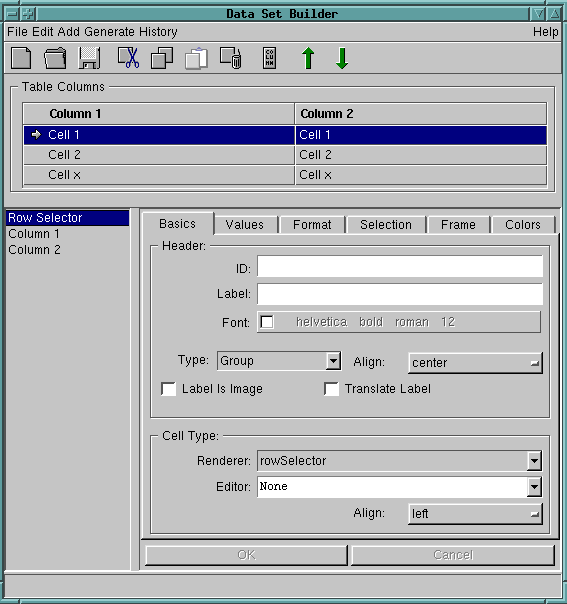 Data Set Builder
File Edit Add Generate History Help
COLUMN
Table Columns
Column 1 Column 2
Cell 1 Cell 1
Cell 2 Cell 2
Cell x Cell x
Row Selector
Column 1
Column 2
Basics Values Format Selection Frame Colors
Header:
ID:
Label:
Font: helvetica bold roman 12
Type: Group Align: center
Label Is Image Translate Label
Cell Type:
Renderer: rowSelector
Editor: None
Align: left
OK Cancel